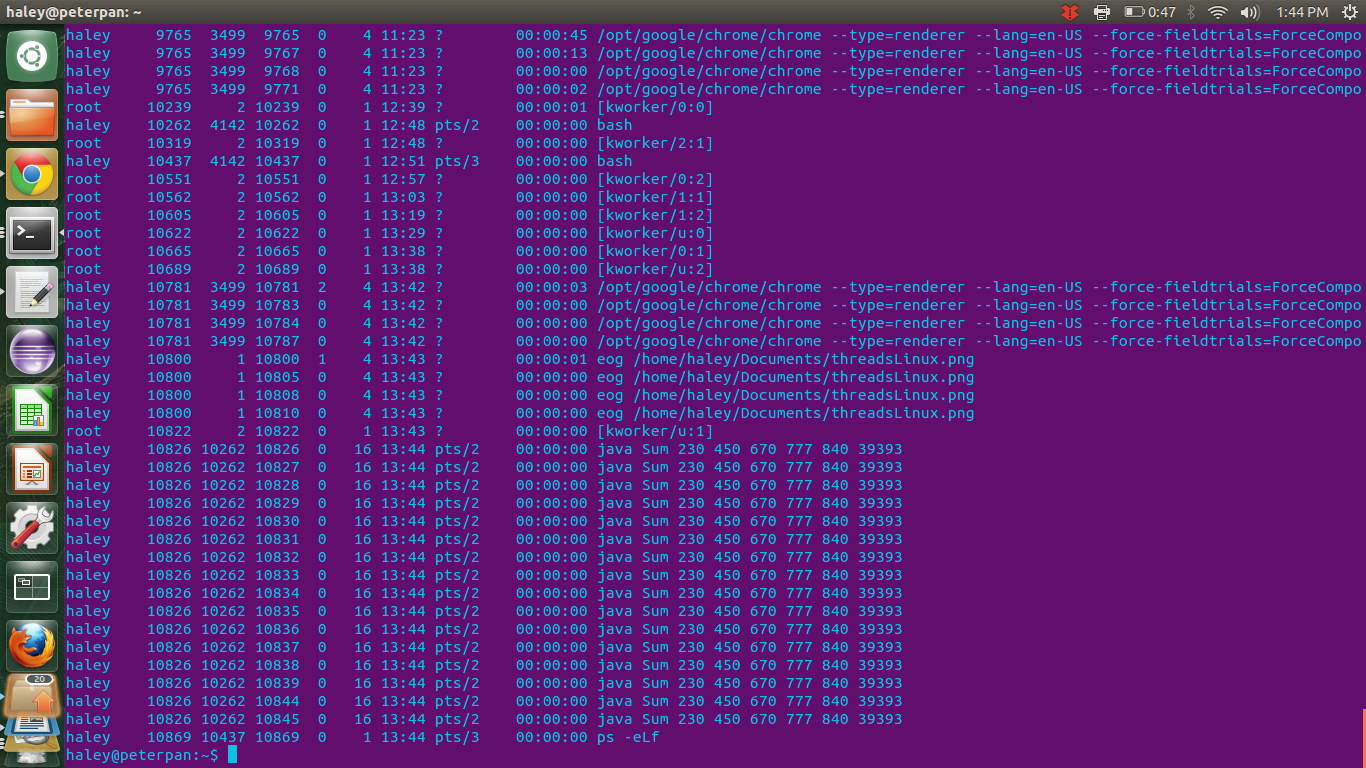 haley@peterpan: ~ 0:47 1:44 PM
haley 9765 3499 9765 0 4 11:23 ? 00:00:45 /opt/google/chrome/chrome --type=renderer --lang=en-US --force-fieldtrials=ForceCompo
haley 9765 3499 9767 0 4 11:23 ? 00:00:13 /opt/google/chrome/chrome --type=renderer --lang=en-US --force-fieldtrials=ForceCompo
haley 9765 3499 9768 0 4 11:23 ? 00:00:00 /opt/google/chrome/chrome --type=renderer --lang=en-US --force-fieldtrials=ForceCompo
haley 9765 3499 9771 0 4 11:23 ? 00:00:02 /opt/google/chrome/chrome --type=renderer --lang=en-US --force-fieldtrials=ForceCompo
root 10239 2 10239 0 1 12:39 ? 00:00:01 [kworker/0:0]
haley 10262 4142 10262 0 1 12:48 pts/2 00:00:00 bash
root 10319 2 10319 0 1 12:48 ? 00:00:00 [kworker/2:1]
haley 10437 4142 10437 0 1 12:51 pts/3 00:00:00 bash
root 10551 2 10551 0 1 12:57 ? 00:00:00 [kworker/0:2]
root 10562 2 10562 0 1 13:03 ? 00:00:00 [kworker/1:1]
root 10605 2 10605 0 1 13:19 ? 00:00:00 [kworker/1:2]
root 10622 2 10622 0 1 13:29 ? 00:00:00 [kworker/u:0]
root 10665 2 10665 0 1 13:38 ? 00:00:00 [kworker/0:1]
root 10689 2 10689 0 1 13:38 ? 00:00:00 [kworker/u:2]
haley 10781 3499 10781 2 4 13:42 ? 00:00:03 /opt/google/chrome/chrome --type=renderer --lang=en-US --force-fieldtrials=ForceCompo
haley 10781 3499 10783 0 4 13:42 ? 00:00:00 /opt/google/chrome/chrome --type=renderer --lang=en-US --force-fieldtrials=ForceCompo
haley 10781 3499 10784 0 4 13:42 ? 00:00:00 /opt/google/chrome/chrome --type=renderer --lang=en-US --force-fieldtrials=ForceCompo
haley 10781 3499 10787 0 4 13:42 ? 00:00:00 /opt/google/chrome/chrome --type=renderer --lang=en-US --force-fieldtrials=ForceCompo
haley 10800 1 10800 1 4 13:43 ? 00:00:01 eog /home/haley/Documents/threadsLinux.png
haley 10800 1 10805 0 4 13:43 ? 00:00:00 eog /home/haley/Documents/threadsLinux.png
haley 10800 1 10808 0 4 13:43 ? 00:00:00 eog /home/haley/Documents/threadsLinux.png
haley 10800 1 10810 0 4 13:43 ? 00:00:00 eog /home/haley/Documents/threadsLinux.png
root 10822 2 10822 0 1 13:43 ? 00:00:00 [kworker/u:1]
haley 10826 10262 10826 0 16 13:44 pts/2 00:00:00 java Sum 230 450 670 777 840 39393
haley 10826 10262 10827 0 16 13:44 pts/2 00:00:00 java Sum 230 450 670 777 840 39393
haley 10826 10262 10828 0 16 13:44 pts/2 00:00:00 java Sum 230 450 670 777 840 39393
haley 10826 10262 10829 0 16 13:44 pts/2 00:00:00 java Sum 230 450 670 777 840 39393
haley 10826 10262 10830 0 16 13:44 pts/2 00:00:00 java Sum 230 450 670 777 840 39393
haley 10826 10262 10831 0 16 13:44 pts/2 00:00:00 java Sum 230 450 670 777 840 39393
haley 10826 10262 10832 0 16 13:44 pts/2 00:00:00 java Sum 230 450 670 777 840 39393
haley 10826 10262 10833 0 16 13:44 pts/2 00:00:00 java Sum 230 450 670 777 840 39393
haley 10826 10262 10834 0 16 13:44 pts/2 00:00:00 java Sum 230 450 670 777 840 39393
haley 10826 10262 10835 0 16 13:44 pts/2 00:00:00 java Sum 230 450 670 777 840 39393
haley 10826 10262 10836 0 16 13:44 pts/2 00:00:00 java Sum 230 450 670 777 840 39393
haley 10826 10262 10837 0 16 13:44 pts/2 00:00:00 java Sum 230 450 670 777 840 39393
haley 10826 10262 10838 0 16 13:44 pts/2 00:00:00 java Sum 230 450 670 777 840 39393
haley 10826 10262 10839 0 16 13:44 pts/2 00:00:00 java Sum 230 450 670 777 840 39393
haley 10826 10262 10844 0 16 13:44 pts/2 00:00:00 java Sum 230 450 670 777 840 39393
haley 10826 10262 10845 0 16 13:44 pts/2 00:00:00 java Sum 230 450 670 777 840 39393
haley 10869 10437 10869 0 1 13:44 pts/3 00:00:00 ps -eLf
haley@peterpan:~$
20